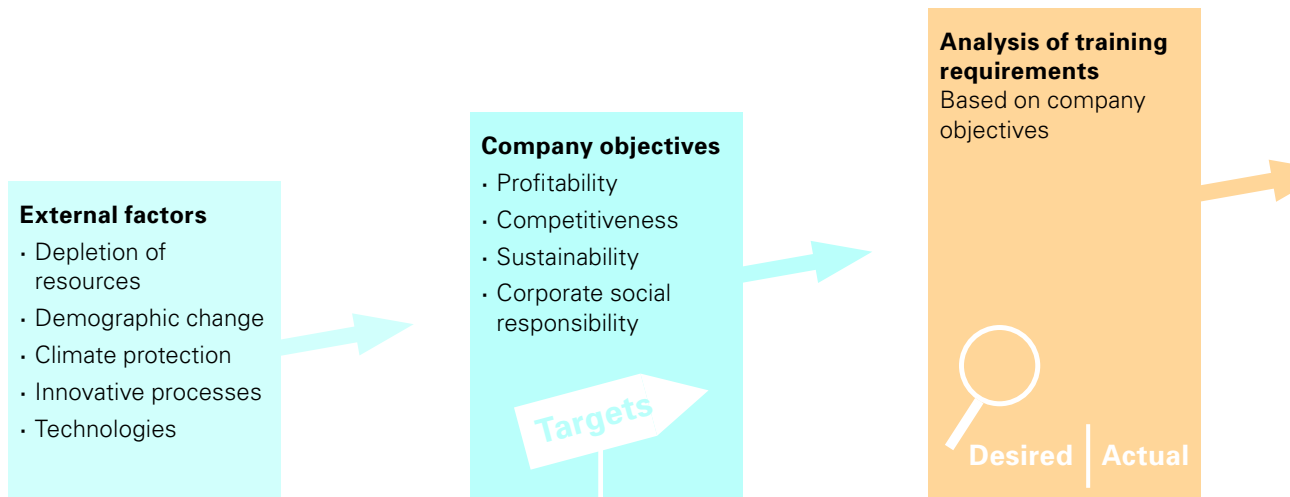 External factors
· Depletion of
resources
· Demographic change
· Climate protection
· Innovative processes
· Technologies
Company objectives
· Profitability
· Competitiveness
· Sustainability
· Corporate social
responsibility
Targets
Analysis of training
requirements
Based on company
objectives
Desired | Actual